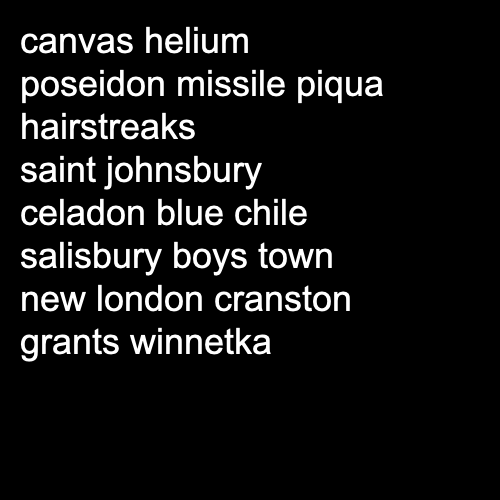 canvas helium
poseidon missile piqua
hairstreaks
saint johnsbury
celadon blue chile
salisbury boys town
new london cranston
grants winnetka